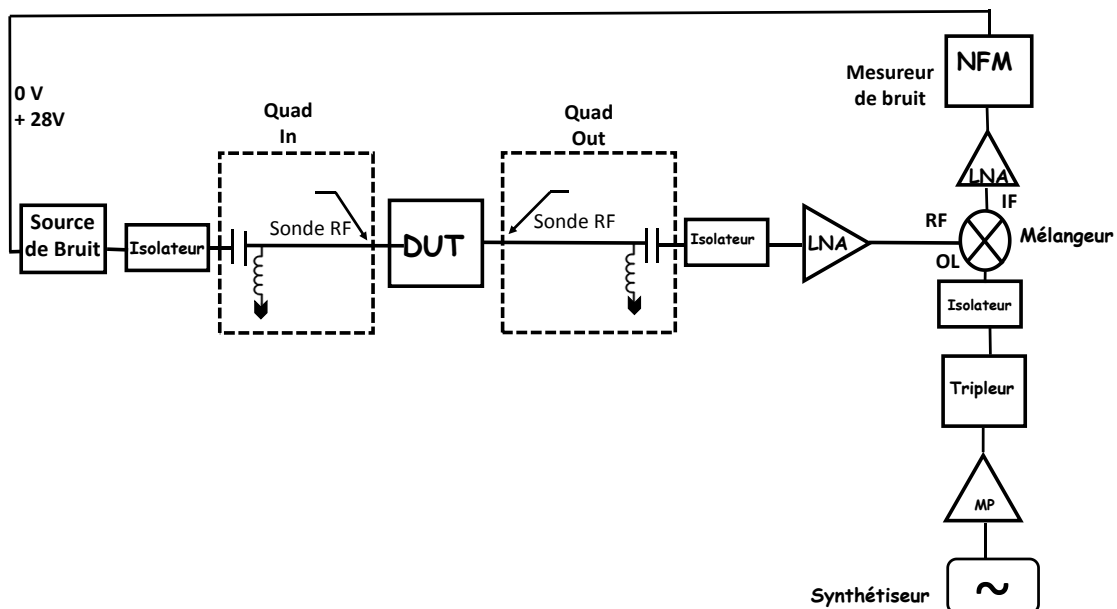 NFM
Mesureur
de bruit
0 V
+ 28V
Quad
In
Quad
Out
LNA
IF
Source
de Bruit
Isolateur
Sonde RF
DUT
Sonde RF
Isolateur
LNA
RF
OL
Mélangeur
Isolateur
Tripleur
MP
Synthétiseur
~